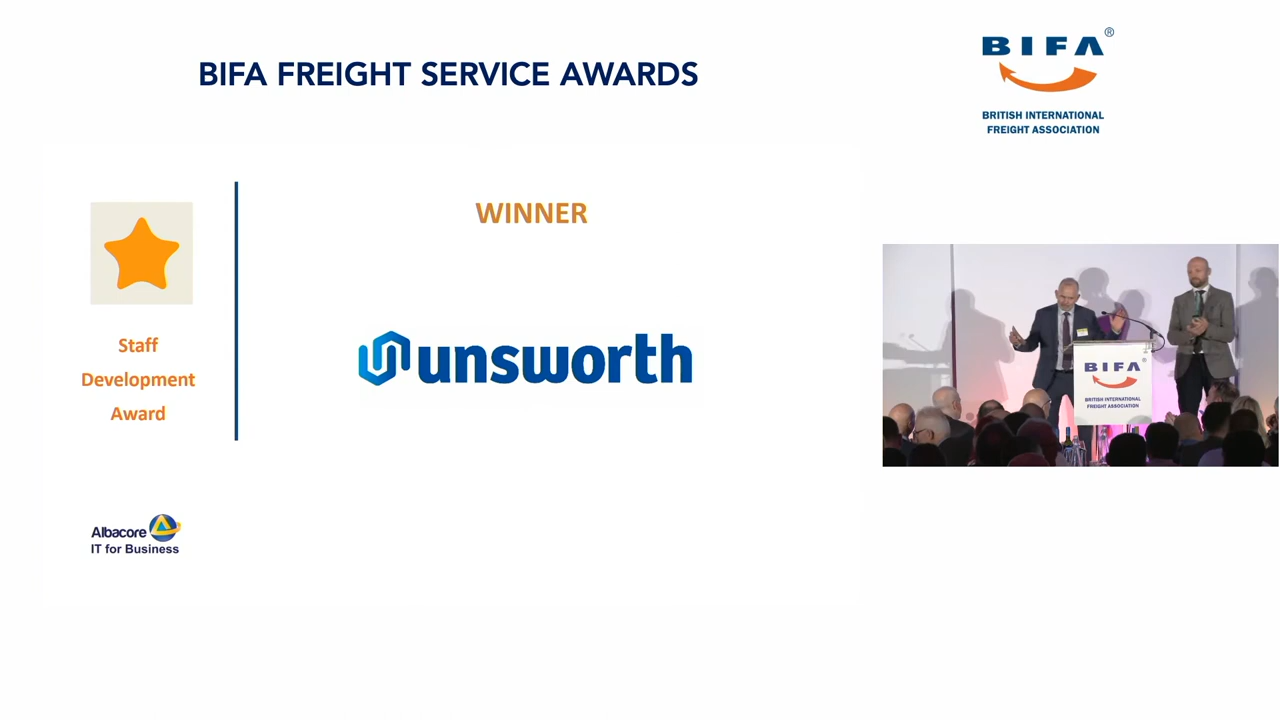 BIFA FREIGHT SERVICE AWARDS
BIFA®
BRITISH INTERNATIONAL
FREIGHT ASSOCIATION
WINNER
unsworth
Staff
Development
Award
Albacore
IT for Business
BIFA®
BRITISH INTERNATIONAL
FREIGHT ASSOCIATION